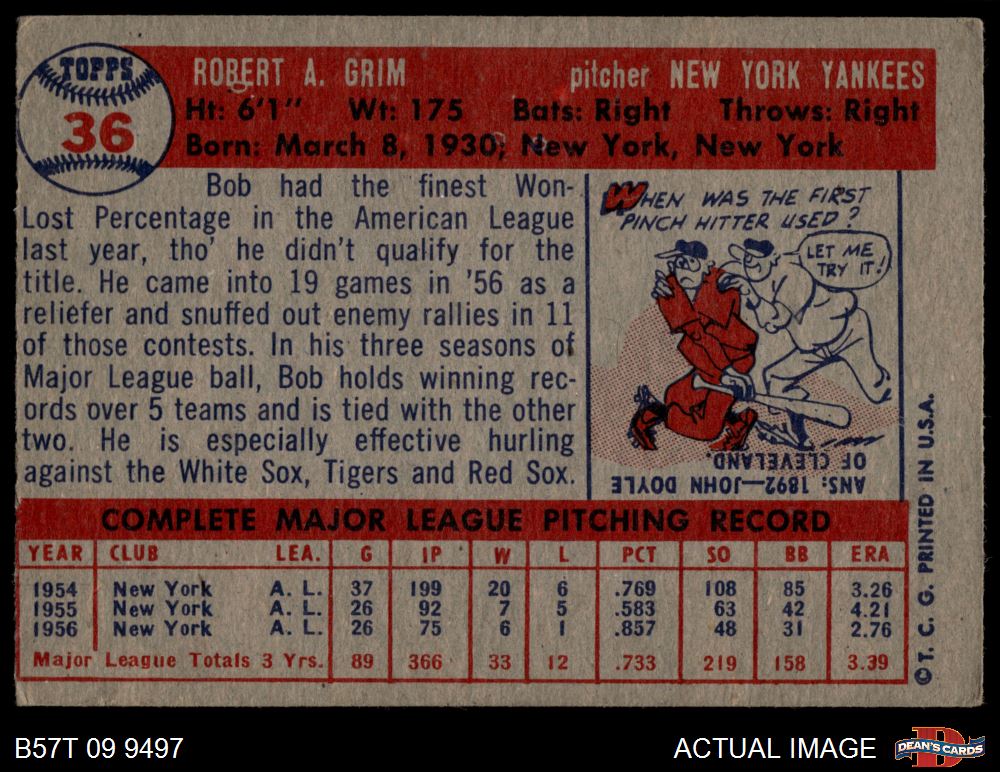 TOPPS
36
ROBERT A. GRIM pitcher NEW YORK YANKEES
Ht: 6'1" Wt: 175 Bats: Right Throws: Right
Born: March 8, 1930; New York, New York
Bob had the finest Won-
Lost Percentage in the American League
last year, tho' he didn't qualify for the
title. He came into 19 games in '56 as a
reliefer and snuffed out enemy rallies in 11
of those contests. In his three seasons of
Major League ball, Bob holds winning rec-
ords over 5 teams and is tied with the other
two. He is especially effective hurling
against the White Sox, Tigers and Red Sox.
WHEN WAS THE FIRST
PINCH HITTER USED?
LET ME
TRY IT!
ANS: 1892—JOHN DOYLE
OF CLEVELAND.
COMPLETE MAJOR LEAGUE PITCHING RECORD
YEAR CLUB LEA. G IP W L PCT SO BB ERA
1954 New York A. L. 37 199 20 6 .769 108 85 3.26
1955 New York A. L. 26 92 7 5 .583 63 42 4.21
1956 New York A. L. 26 75 6 1 .857 48 31 2.76
Major League Totals 3 Yrs. 89 366 33 12 .733 219 158 3.39
©T. C. G. PRINTED IN U.S.A.
B57T 09 9497
ACTUAL IMAGE
D
DEAN'S CARDS